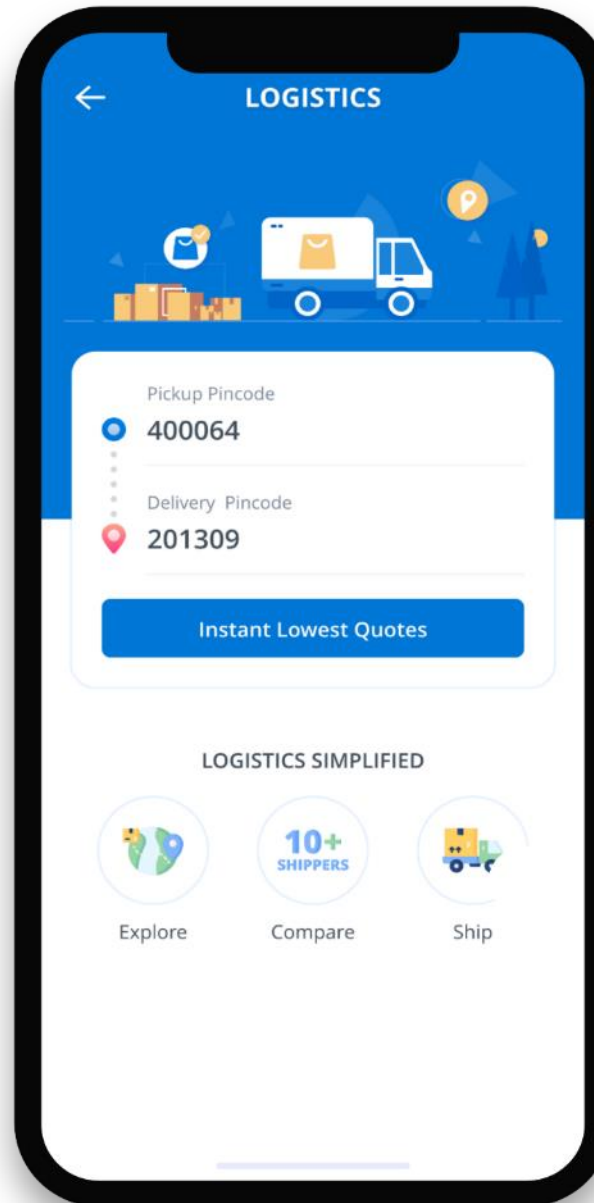 LOGISTICS
Pickup Pincode
400064
Delivery Pincode
201309
Instant Lowest Quotes
LOGISTICS SIMPLIFIED
10+
SHIPPERS
Explore Compare Ship